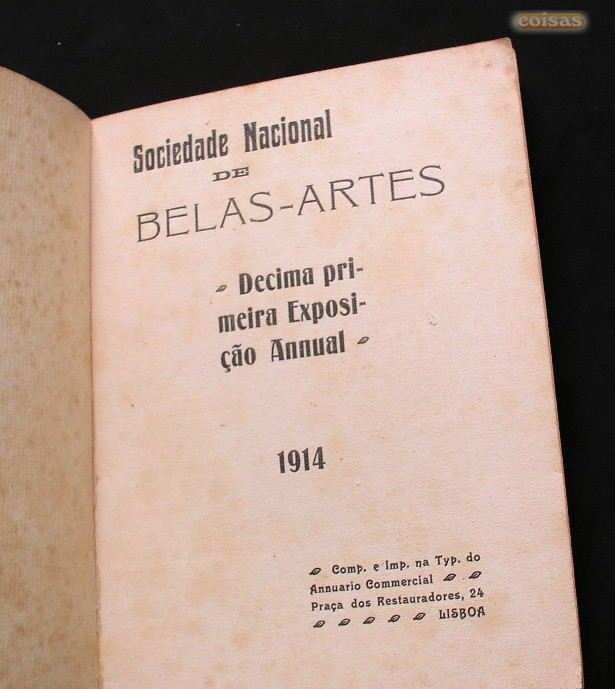 coisas
Sociedade Nacional
DE
BELAS-ARTES
Decima pri-
meira Exposi-
ção Annual
1914
Comp. e Imp. na Typ. do
Annuario Commercial
Praça dos Restauradores, 24
LISBOA